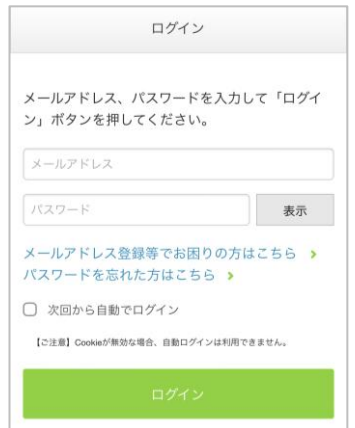 ログイン
メールアドレス、パスワードを入力して「ログイ
ン」ボタンを押してください。
メールアドレス
パスワード
表示
メールアドレス登録等でお困りの方はこちら
パスワードを忘れた方はこちら
次回から自動でログイン
【ご注意】Cookieが無効な場合、自動ログインは利用できません。
ログイン